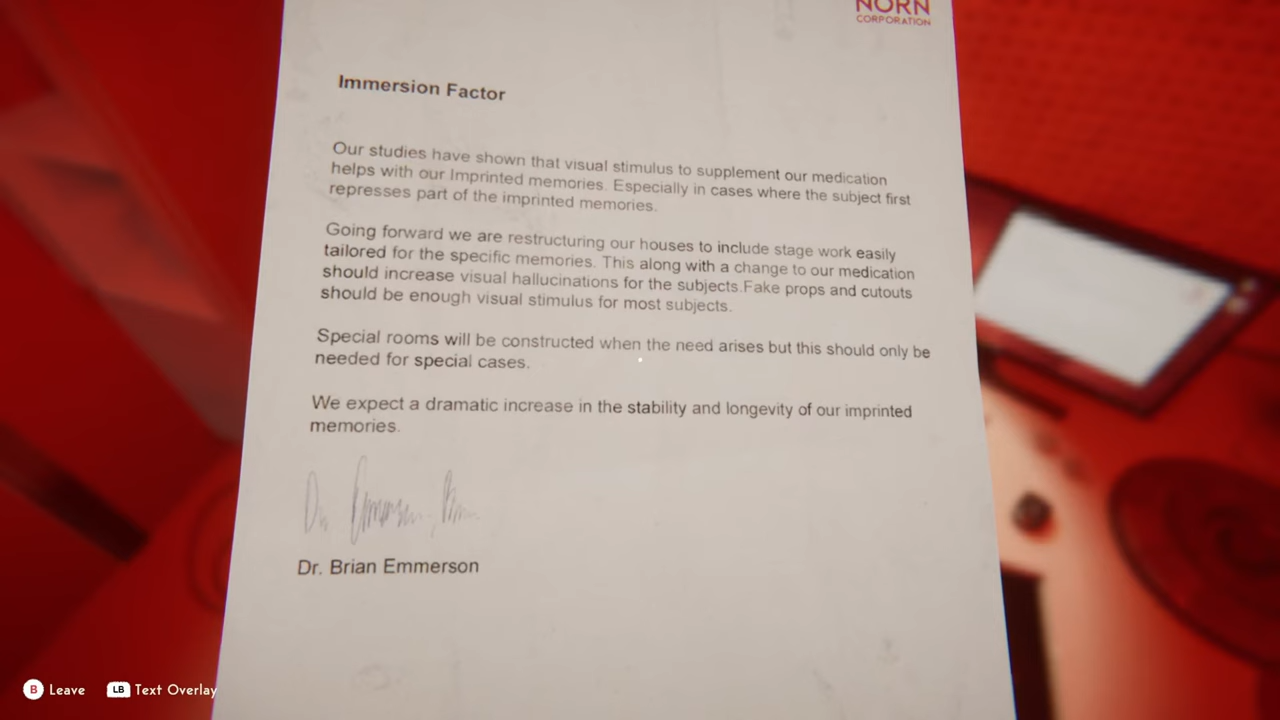 NORN
CORPORATION
Immersion Factor
Our studies have shown that visual stimulus to supplement our medication
helps with our Imprinted memories. Especially in cases where the subject first
represses part of the imprinted memories.
Going forward we are restructuring our houses to include stage work easily
tailored for the specific memories. This along with a change to our medication
should increase visual hallucinations for the subjects.Fake props and cutouts
should be enough visual stimulus for most subjects.
Special rooms will be constructed when the need arises but this should only be
needed for special cases.
We expect a dramatic increase in the stability and longevity of our imprinted
memories.
Dr. Brian Emmerson
B Leave LB Text Overlay